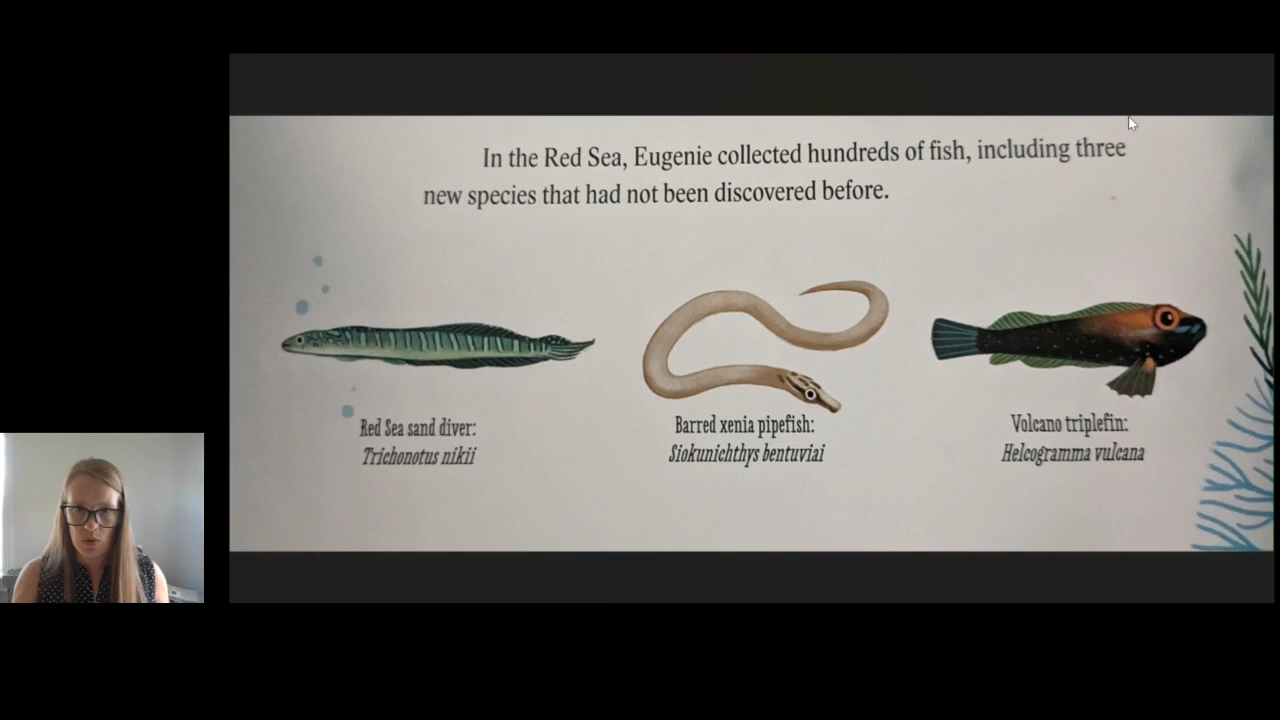 In the Red Sea, Eugenie collected hundreds of fish, including three
new species that had not been discovered before.
Red Sea sand diver:
Trichonotus nikii
Barred xenia pipefish:
Siokunichthys bentuviai
Volcano triplefin:
Helcogramma vulcana